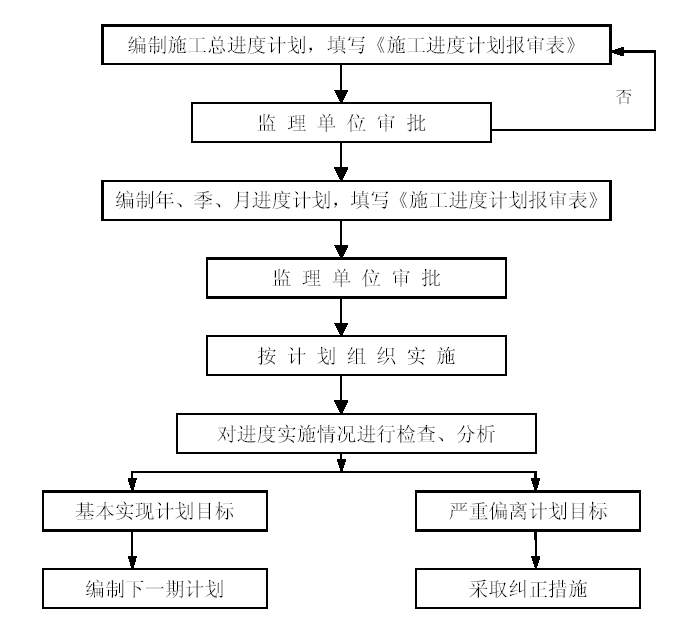 编制施工总进度计划，填写《施工进度计划报审表》
否
监理单位审批
编制年、季、月进度计划，填写《施工进度计划报审表》
监理单位审批
按计划组织实施
对进度实施情况进行检查、分析
基本实现计划目标
严重偏离计划目标
编制下一期计划
采取纠正措施